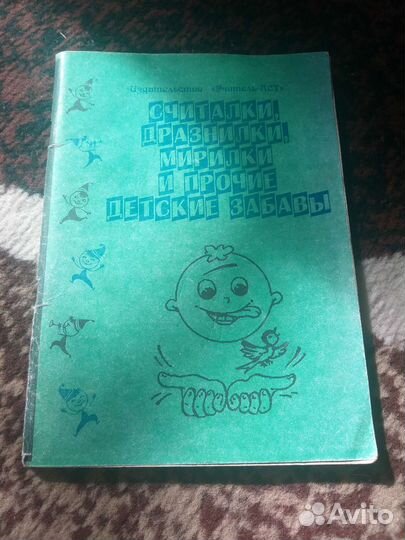 Издательство «Учитель-АСТ»
СЧИТАЛКИ,
ДРАЗНИЛКИ,
МИРИЛКИ
И ПРОЧИЕ
ДЕТСКИЕ ЗАБАВЫ
Avito